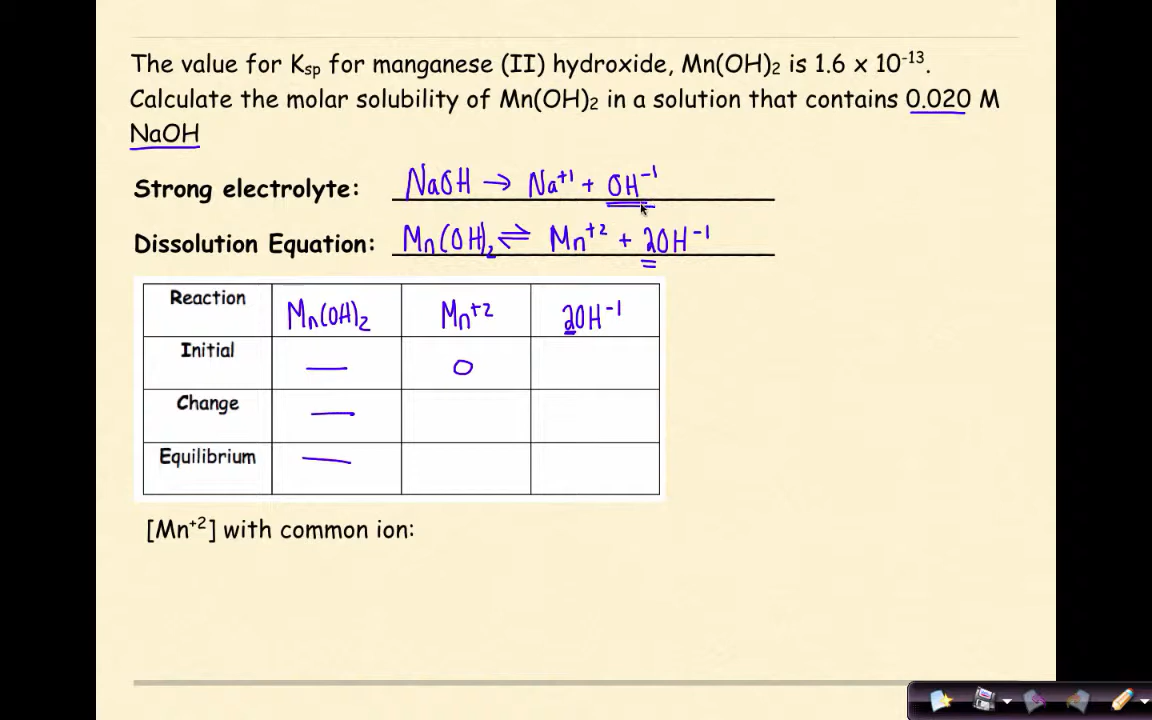 The value for Ksp for manganese (II) hydroxide, Mn(OH)₂ is 1.6 x 10⁻¹³.
Calculate the molar solubility of Mn(OH)₂ in a solution that contains 0.020 M
NaOH
Strong electrolyte: NaOH → Na⁺¹ + OH⁻¹
Dissolution Equation: Mn(OH)₂ ⇌ Mn⁺² + 2OH⁻¹
Reaction Mn(OH)₂ Mn⁺² 2OH⁻¹
Initial — 0
Change —
Equilibrium —
[Mn⁺²] with common ion: